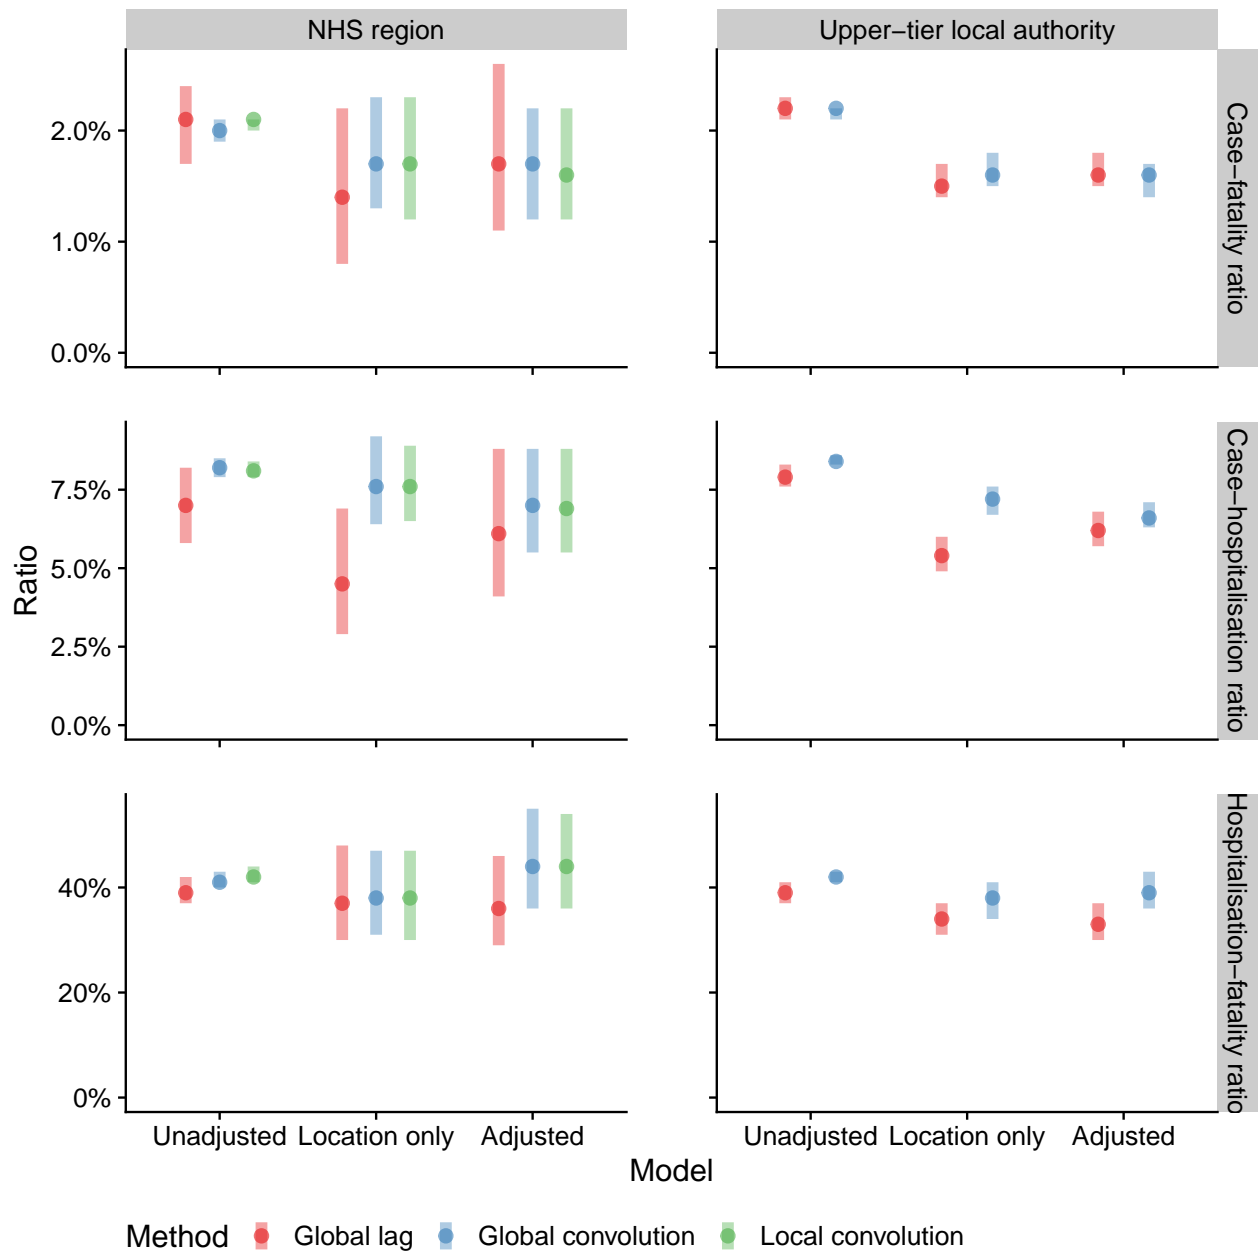 NHS region
Upper−tier local authority
2.0%
1.0%
0.0%
Case−fatality ratio
7.5%
5.0%
2.5%
0.0%
Case−hospitalisation ratio
Ratio
40%
20%
0%
Hospitalisation−fatality ratio
Unadjusted Location only Adjusted
Unadjusted Location only Adjusted
Model
Method Global lag Global convolution Local convolution